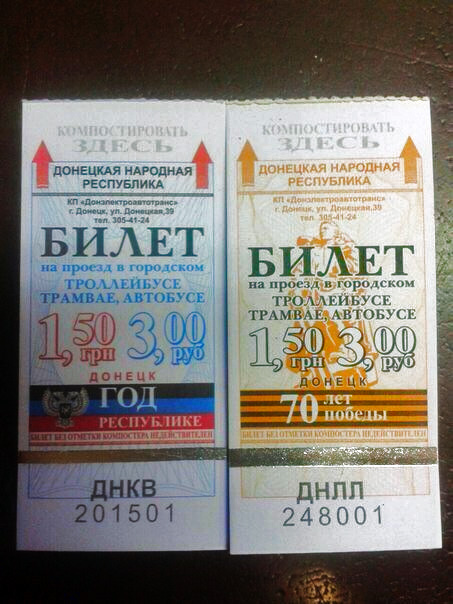 КОМПОСТИРОВАТЬ
ЗДЕСЬ
ДОНЕЦКАЯ НАРОДНАЯ
РЕСПУБЛИКА
КП «Донэлектроавтотранс»
г. Донецк, ул. Донецкая,39
тел. 305-41-24
БИЛЕТ
на проезд в городском
ТРОЛЛЕЙБУСЕ
ТРАМВАЕ, АВТОБУСЕ
1,50 грн 3,00 руб
ДОНЕЦК
ГОД
РЕСПУБЛИКЕ
БИЛЕТ БЕЗ ОТМЕТКИ КОМПОСТЕРА НЕДЕЙСТВИТЕЛЕН
ДНКВ
201501
КОМПОСТИРОВАТЬ
ЗДЕСЬ
ДОНЕЦКАЯ НАРОДНАЯ
РЕСПУБЛИКА
КП «Донэлектроавтотранс»
г. Донецк, ул. Донецкая,39
тел. 305-41-24
БИЛЕТ
на проезд в городском
ТРОЛЛЕЙБУСЕ
ТРАМВАЕ, АВТОБУСЕ
1,50 грн 3,00 руб
ДОНЕЦК
70 лет
победы
БИЛЕТ БЕЗ ОТМЕТКИ КОМПОСТЕРА НЕДЕЙСТВИТЕЛЕН
ДНЛЛ
248001